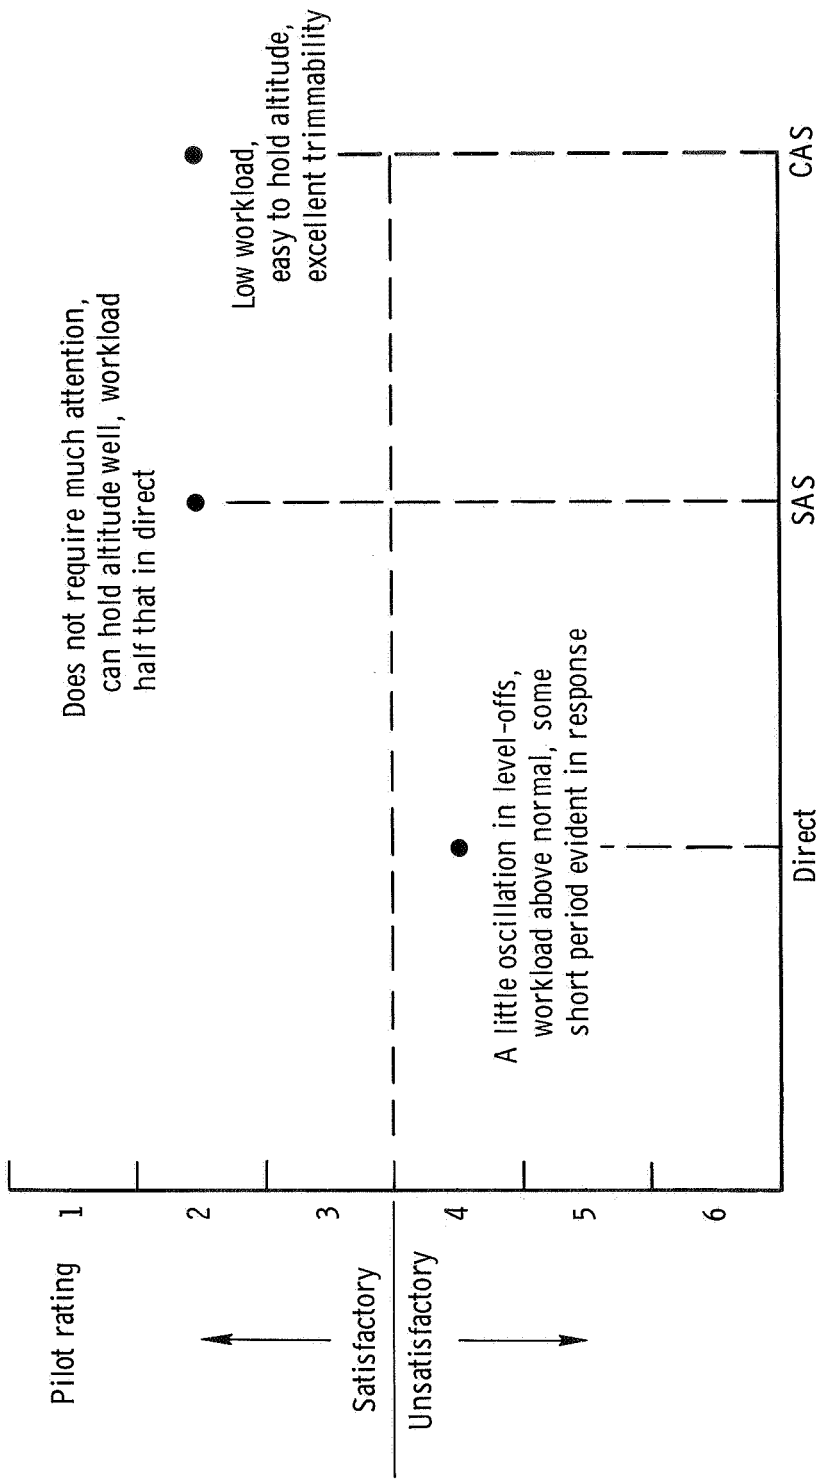 Pilot rating
1
2
3
4
5
6
Satisfactory
Unsatisfactory
Does not require much attention,
can hold altitude well, workload
half that in direct
Low workload,
easy to hold altitude,
excellent trimmability
A little oscillation in level-offs,
workload above normal, some
short period evident in response
Direct
SAS
CAS